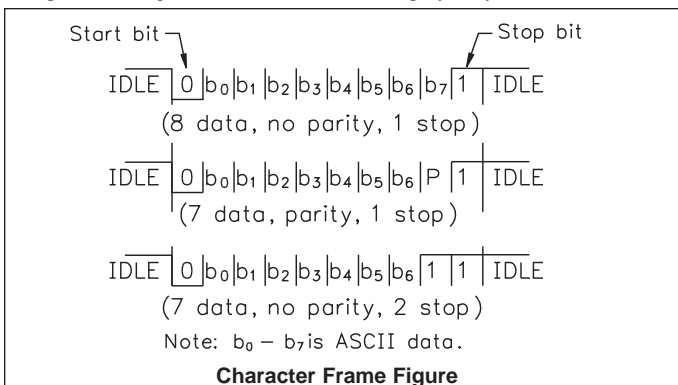 Start bit Stop bit
IDLE 0 b₀ b₁ b₂ b₃ b₄ b₅ b₆ b₇ 1 IDLE
(8 data, no parity, 1 stop)
IDLE 0 b₀ b₁ b₂ b₃ b₄ b₅ b₆ P 1 IDLE
(7 data, parity, 1 stop)
IDLE 0 b₀ b₁ b₂ b₃ b₄ b₅ b₆ 1 1 IDLE
(7 data, no parity, 2 stop)
Note: b₀ – b₇ is ASCII data.
Character Frame Figure